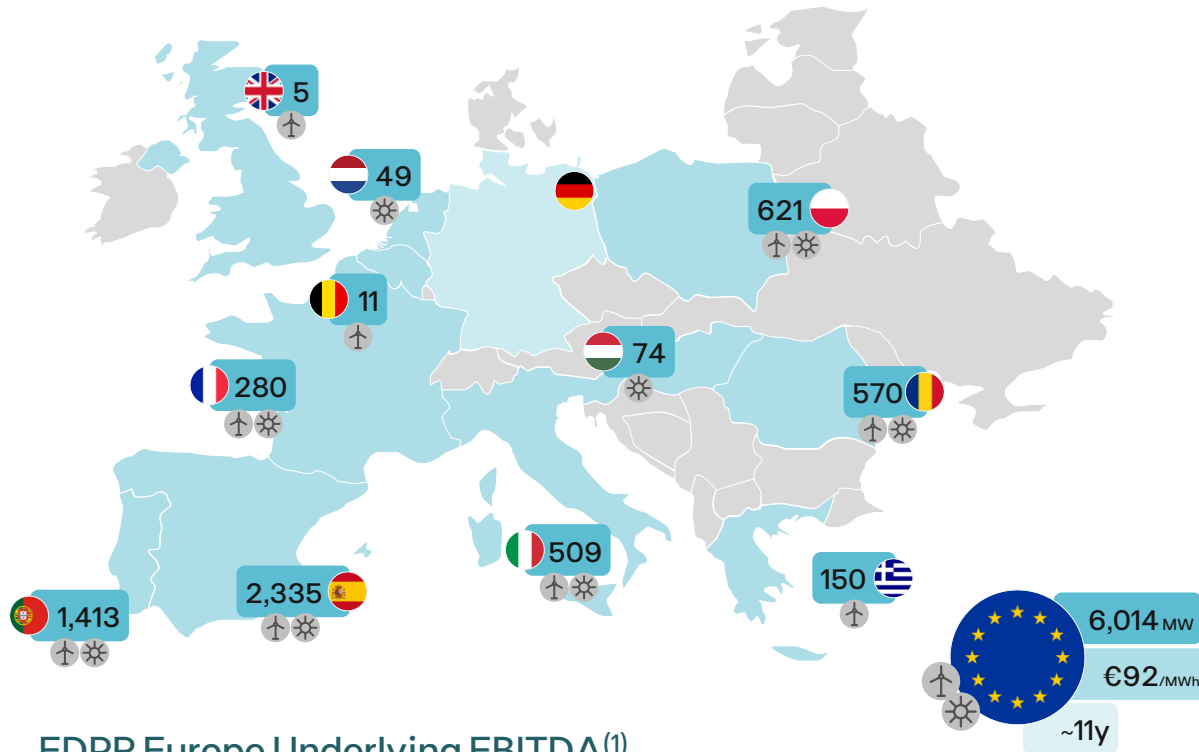 5
49
621
11
74
280
570
509
150
2,335
1,413
6,014 MW
€92/MWh
~11y
EDPR Europe Underlying EBITDA(1)